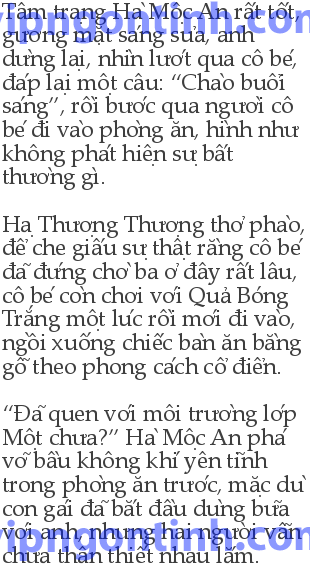 Tâm trạng Hạ Mộc An rất tốt,
gương mặt sáng sủa, anh
dừng lại, nhìn lướt qua cô bé,
đáp lại một câu: “Chào buổi
sáng”, rồi bước qua người cô
bé đi vào phòng ăn, hình như
không phát hiện sự bất
thường gì.

Hạ Thương Thương thở phào,
để che giấu sự thật rằng cô bé
đã đứng chờ ba ở đây rất lâu,
cô bé còn chơi với Quả Bóng
Trắng một lúc rồi mới đi vào,
ngồi xuống chiếc bàn ăn bằng
gỗ theo phong cách cổ điển.

“Đã quen với môi trường lớp
Một chưa?” Hạ Mộc An phá
vỡ bầu không khí yên tĩnh
trong phòng ăn trước, mặc dù
con gái đã bắt đầu dùng bữa
với anh, nhưng hai người vẫn
chưa thân thiết nhau lắm.
vipngontinh.com
vipngontinh.com